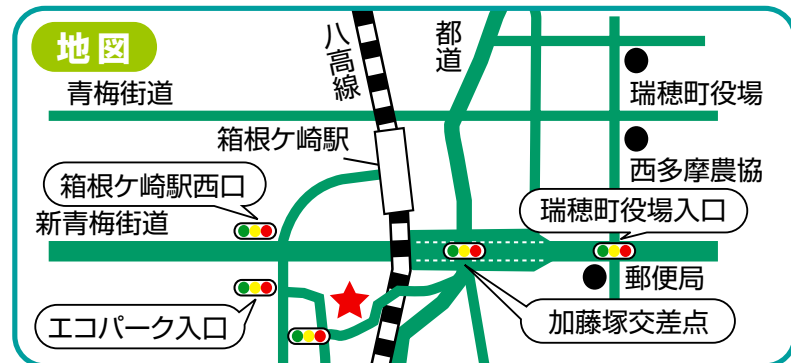 地図
八高線
都道
青梅街道
瑞穂町役場
箱根ケ崎駅
西多摩農協
箱根ケ崎駅西口
瑞穂町役場入口
新青梅街道
郵便局
エコパーク入口
加藤塚交差点